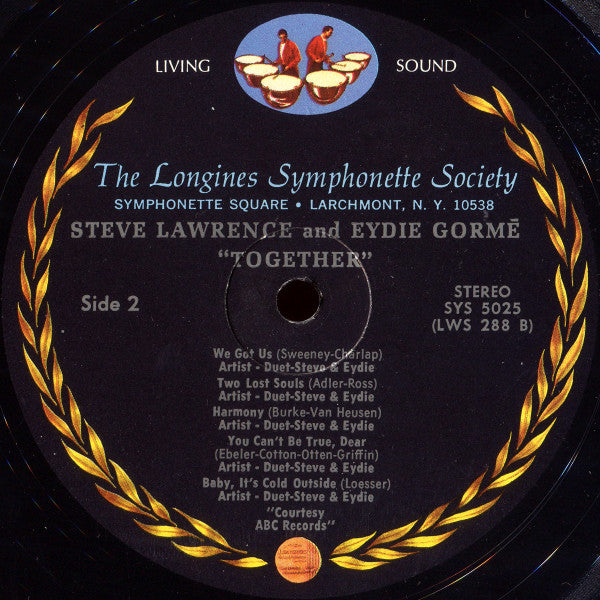 LIVING SOUND
The Longines Symphonette Society
SYMPHONETTE SQUARE • LARCHMONT, N. Y. 10538
STEVE LAWRENCE and EYDIE GORMĒ
“TOGETHER”
Side 2
STEREO
SYS 5025
(LWS 288 B)
We Got Us (Sweeney-Charlap)
Artist - Duet-Steve & Eydie
Two Lost Souls (Adler-Ross)
Artist - Duet-Steve & Eydie
Harmony (Burke-Van Heusen)
Artist - Duet-Steve & Eydie
You Can't Be True, Dear
(Ebeler-Cotton-Otten-Griffin)
Artist - Duet-Steve & Eydie
Baby, It's Cold Outside (Loesser)
Artist - Duet-Steve & Eydie
"Courtesy
ABC Records"